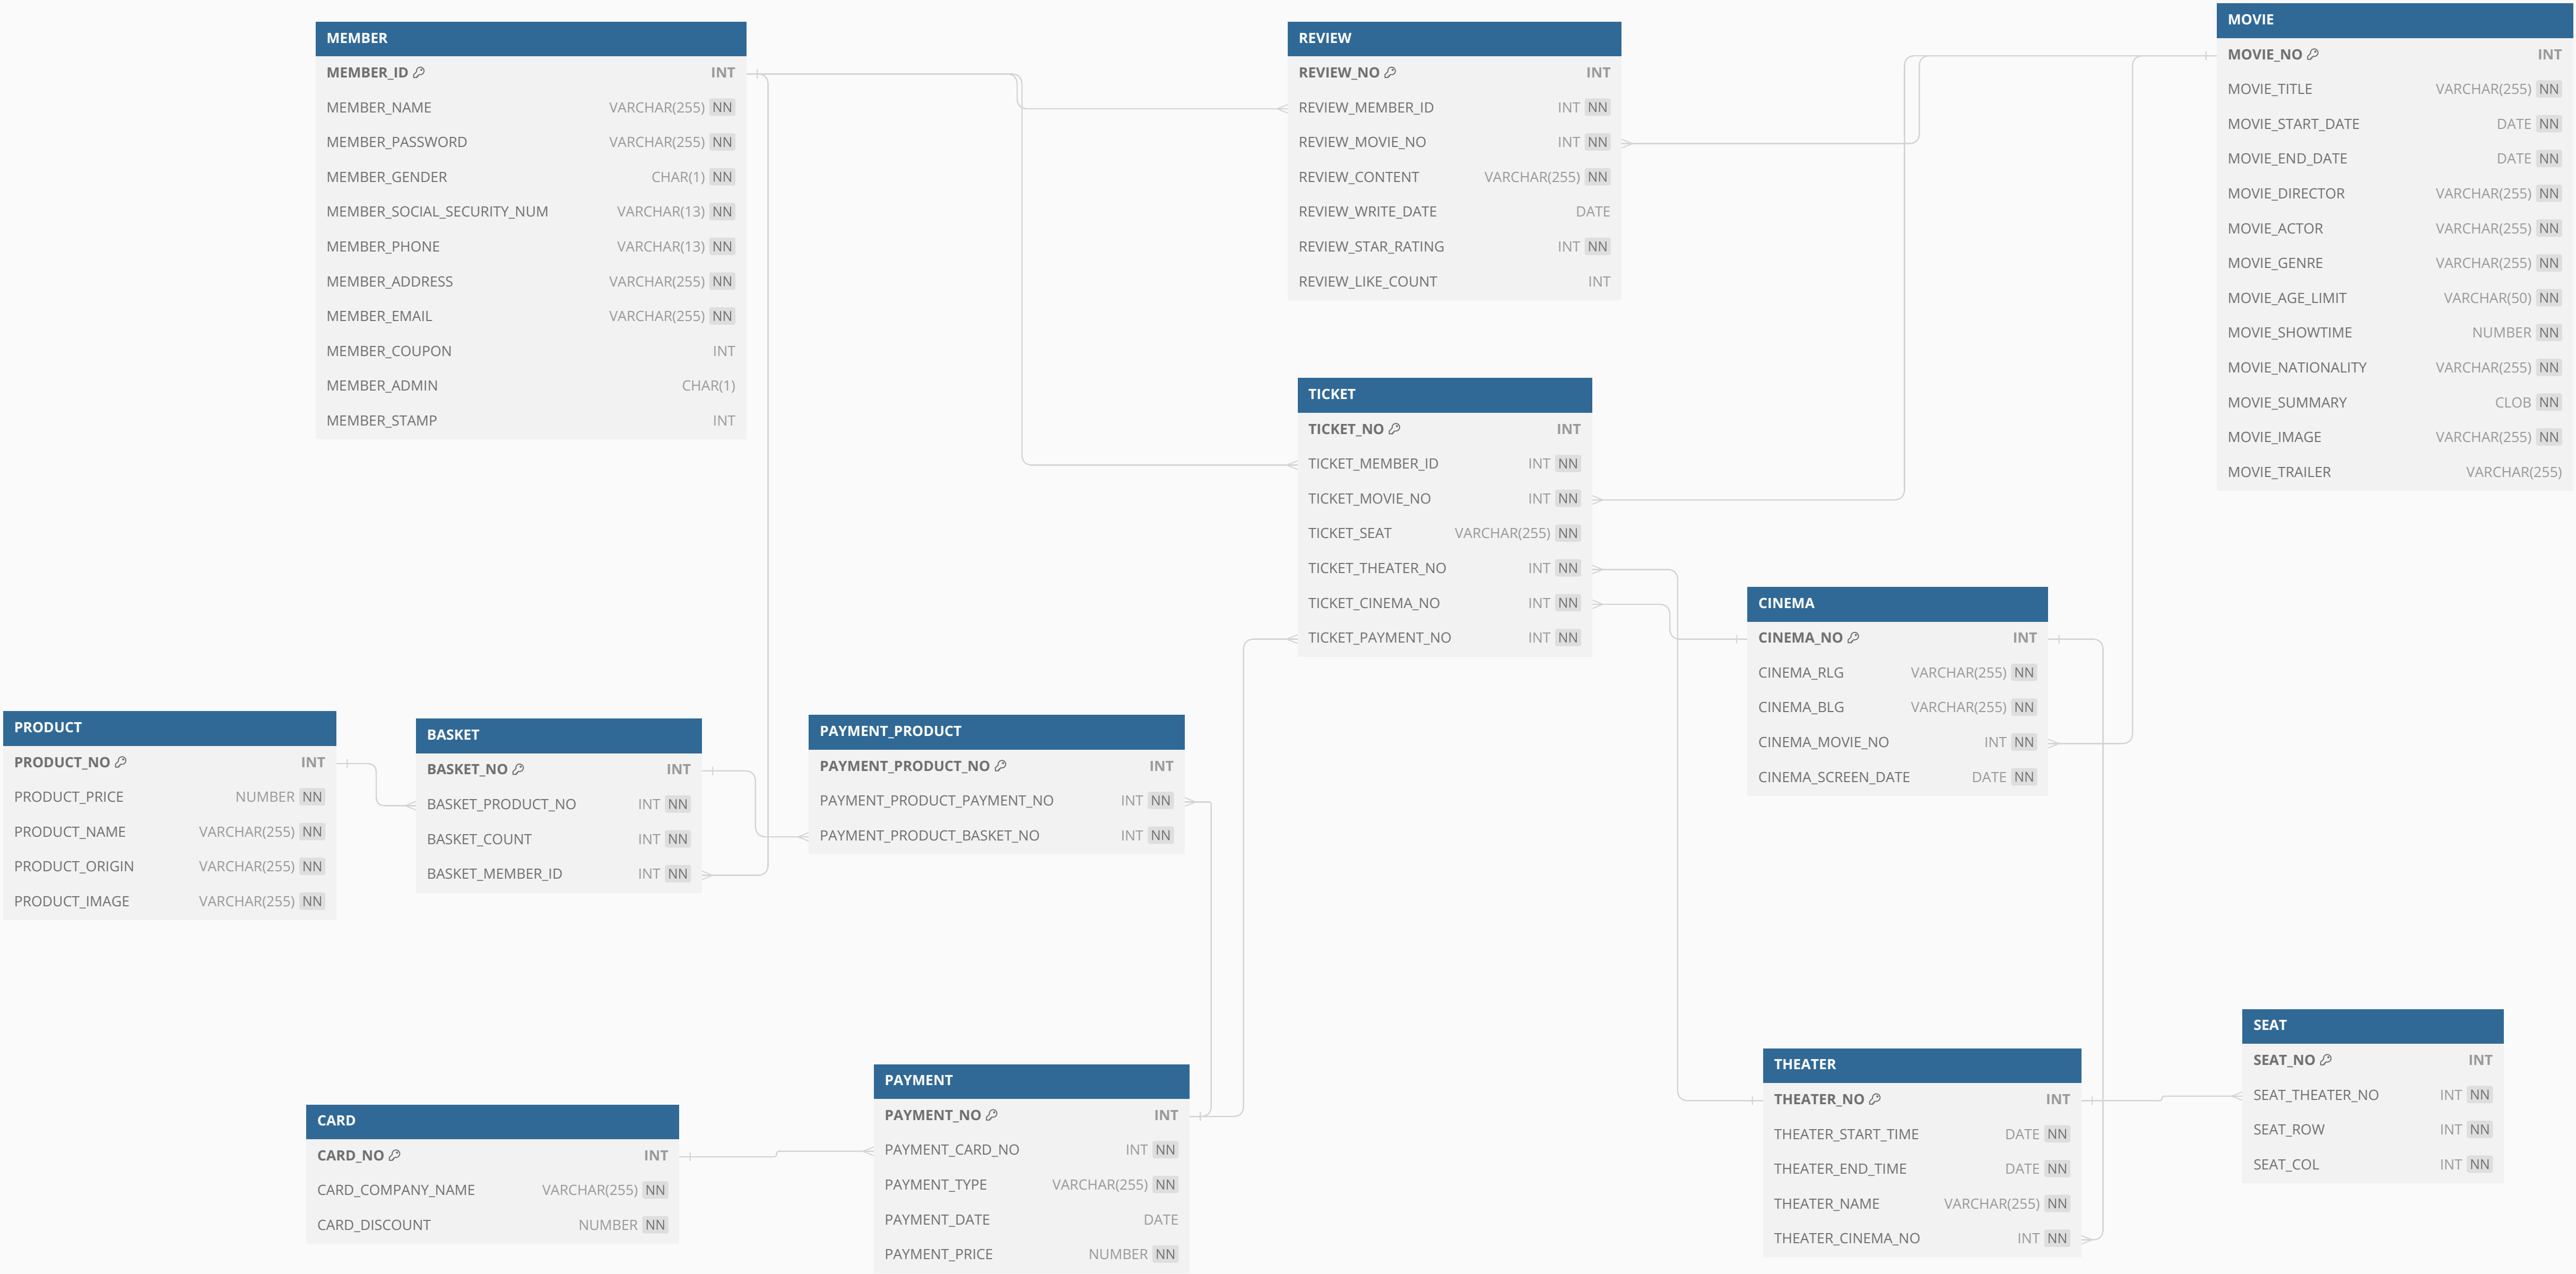 MEMBER
MEMBER_ID INT
MEMBER_NAME VARCHAR(255) NN
MEMBER_PASSWORD VARCHAR(255) NN
MEMBER_GENDER CHAR(1) NN
MEMBER_SOCIAL_SECURITY_NUM VARCHAR(13) NN
MEMBER_PHONE VARCHAR(13) NN
MEMBER_ADDRESS VARCHAR(255) NN
MEMBER_EMAIL VARCHAR(255) NN
MEMBER_COUPON INT
MEMBER_ADMIN CHAR(1)
MEMBER_STAMP INT
REVIEW
REVIEW_NO INT
REVIEW_MEMBER_ID INT NN
REVIEW_MOVIE_NO INT NN
REVIEW_CONTENT VARCHAR(255) NN
REVIEW_WRITE_DATE DATE
REVIEW_STAR_RATING INT NN
REVIEW_LIKE_COUNT INT
MOVIE
MOVIE_NO INT
MOVIE_TITLE VARCHAR(255) NN
MOVIE_START_DATE DATE NN
MOVIE_END_DATE DATE NN
MOVIE_DIRECTOR VARCHAR(255) NN
MOVIE_ACTOR VARCHAR(255) NN
MOVIE_GENRE VARCHAR(255) NN
MOVIE_AGE_LIMIT VARCHAR(50) NN
MOVIE_SHOWTIME NUMBER NN
MOVIE_NATIONALITY VARCHAR(255) NN
MOVIE_SUMMARY CLOB NN
MOVIE_IMAGE VARCHAR(255) NN
MOVIE_TRAILER VARCHAR(255)
TICKET
TICKET_NO INT
TICKET_MEMBER_ID INT NN
TICKET_MOVIE_NO INT NN
TICKET_SEAT VARCHAR(255) NN
TICKET_THEATER_NO INT NN
TICKET_CINEMA_NO INT NN
TICKET_PAYMENT_NO INT NN
CINEMA
CINEMA_NO INT
CINEMA_RLG VARCHAR(255) NN
CINEMA_BLG VARCHAR(255) NN
CINEMA_MOVIE_NO INT NN
CINEMA_SCREEN_DATE DATE NN
PRODUCT
PRODUCT_NO INT
PRODUCT_PRICE NUMBER NN
PRODUCT_NAME VARCHAR(255) NN
PRODUCT_ORIGIN VARCHAR(255) NN
PRODUCT_IMAGE VARCHAR(255) NN
BASKET
BASKET_NO INT
BASKET_PRODUCT_NO INT NN
BASKET_COUNT INT NN
BASKET_MEMBER_ID INT NN
PAYMENT_PRODUCT
PAYMENT_PRODUCT_NO INT
PAYMENT_PRODUCT_PAYMENT_NO INT NN
PAYMENT_PRODUCT_BASKET_NO INT NN
CARD
CARD_NO INT
CARD_COMPANY_NAME VARCHAR(255) NN
CARD_DISCOUNT NUMBER NN
PAYMENT
PAYMENT_NO INT
PAYMENT_CARD_NO INT NN
PAYMENT_TYPE VARCHAR(255) NN
PAYMENT_DATE DATE
PAYMENT_PRICE NUMBER NN
THEATER
THEATER_NO INT
THEATER_START_TIME DATE NN
THEATER_END_TIME DATE NN
THEATER_NAME VARCHAR(255) NN
THEATER_CINEMA_NO INT NN
SEAT
SEAT_NO INT
SEAT_THEATER_NO INT NN
SEAT_ROW INT NN
SEAT_COL INT NN